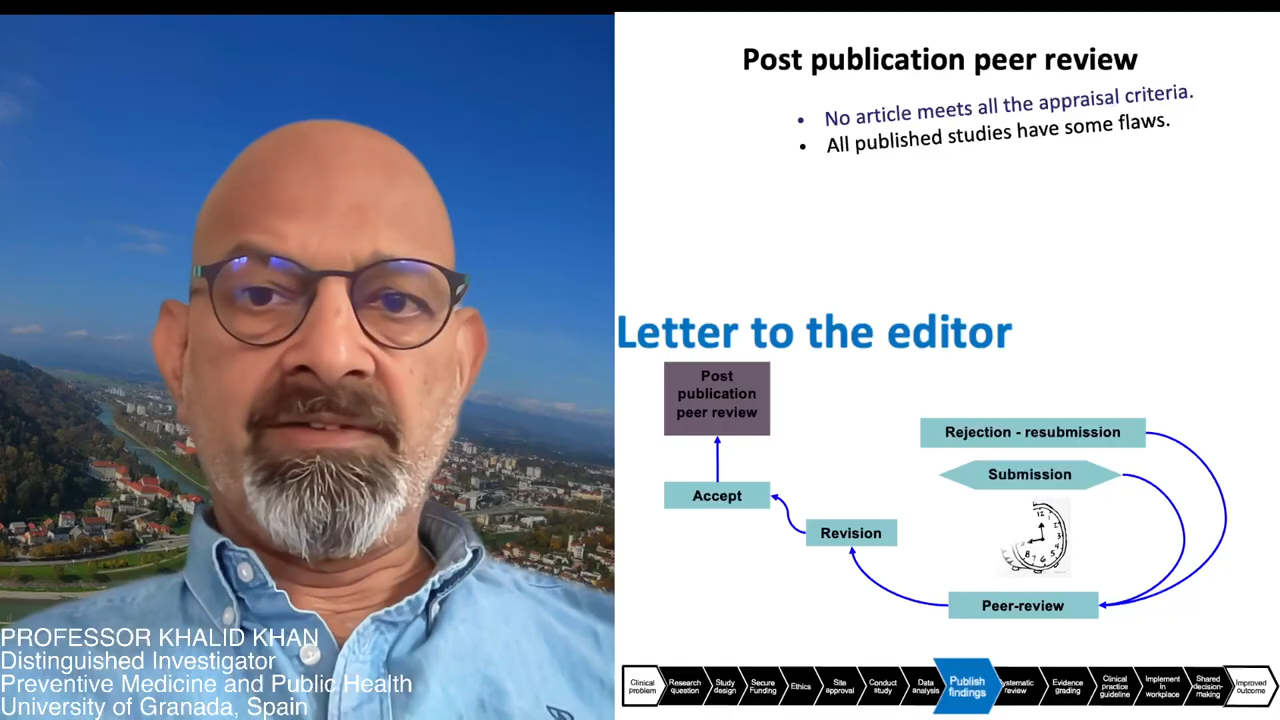 PROFESSOR KHALID KHAN
Distinguished Investigator
Preventive Medicine and Public Health
University of Granada, Spain
Post publication peer review
• No article meets all the appraisal criteria.
• All published studies have some flaws.
Letter to the editor
Post
publication
peer review
Accept
Revision
Rejection - resubmission
Submission
Peer-review
Clinical
problem
Research
question
Study
design
Secure
Funding
Ethics
Site
approval
Conduct
study
Data
analysis
Publish
findings
ystematic
review
Evidence
grading
Clinical
practice
guideline
Implement
in
workplace
Shared
decision-
making
Improved
outcome